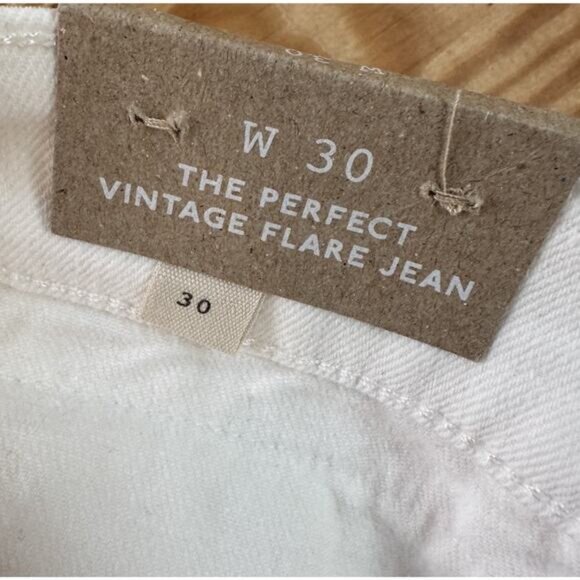 W 30
THE PERFECT
VINTAGE FLARE JEAN
30